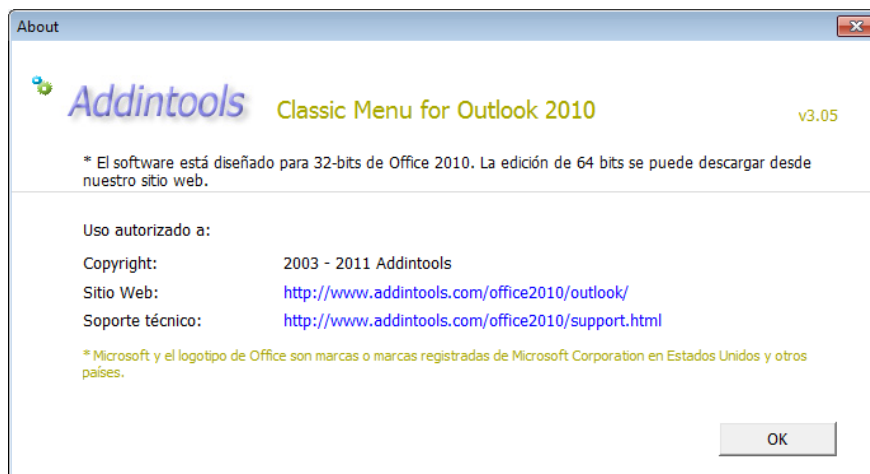 About
Addintools Classic Menu for Outlook 2010 v3.05
* El software está diseñado para 32-bits de Office 2010. La edición de 64 bits se puede descargar desde
nuestro sitio web.
Uso autorizado a:
Copyright: 2003 - 2011 Addintools
Sitio Web: http://www.addintools.com/office2010/outlook/
Soporte técnico: http://www.addintools.com/office2010/support.html
* Microsoft y el logotipo de Office son marcas o marcas registradas de Microsoft Corporation en Estados Unidos y otros
países.
OK